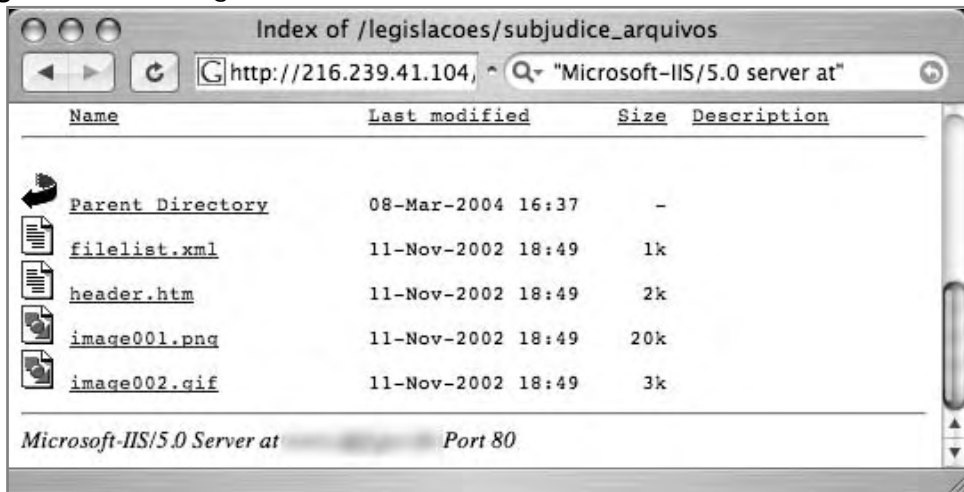 Index of /legislacoes/subjudice_arquivos
G http://216.239.41.104, "Microsoft-IIS/5.0 server at"
Name Last modified Size Description
Parent Directory 08-Mar-2004 16:37 -
filelist.xml 11-Nov-2002 18:49 1k
header.htm 11-Nov-2002 18:49 2k
image001.png 11-Nov-2002 18:49 20k
image002.gif 11-Nov-2002 18:49 3k
Microsoft-IIS/5.0 Server at Port 80